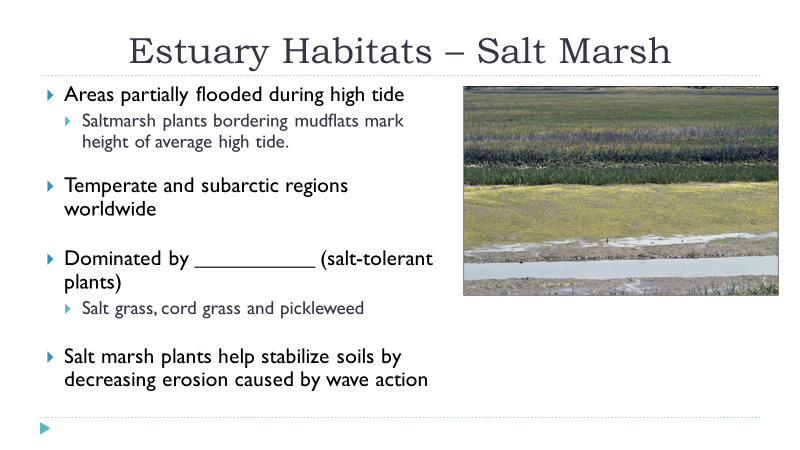 Estuary Habitats – Salt Marsh
Areas partially flooded during high tide
Saltmarsh plants bordering mudflats mark
height of average high tide.
Temperate and subarctic regions
worldwide
Dominated by ___________ (salt-tolerant
plants)
Salt grass, cord grass and pickleweed
Salt marsh plants help stabilize soils by
decreasing erosion caused by wave action